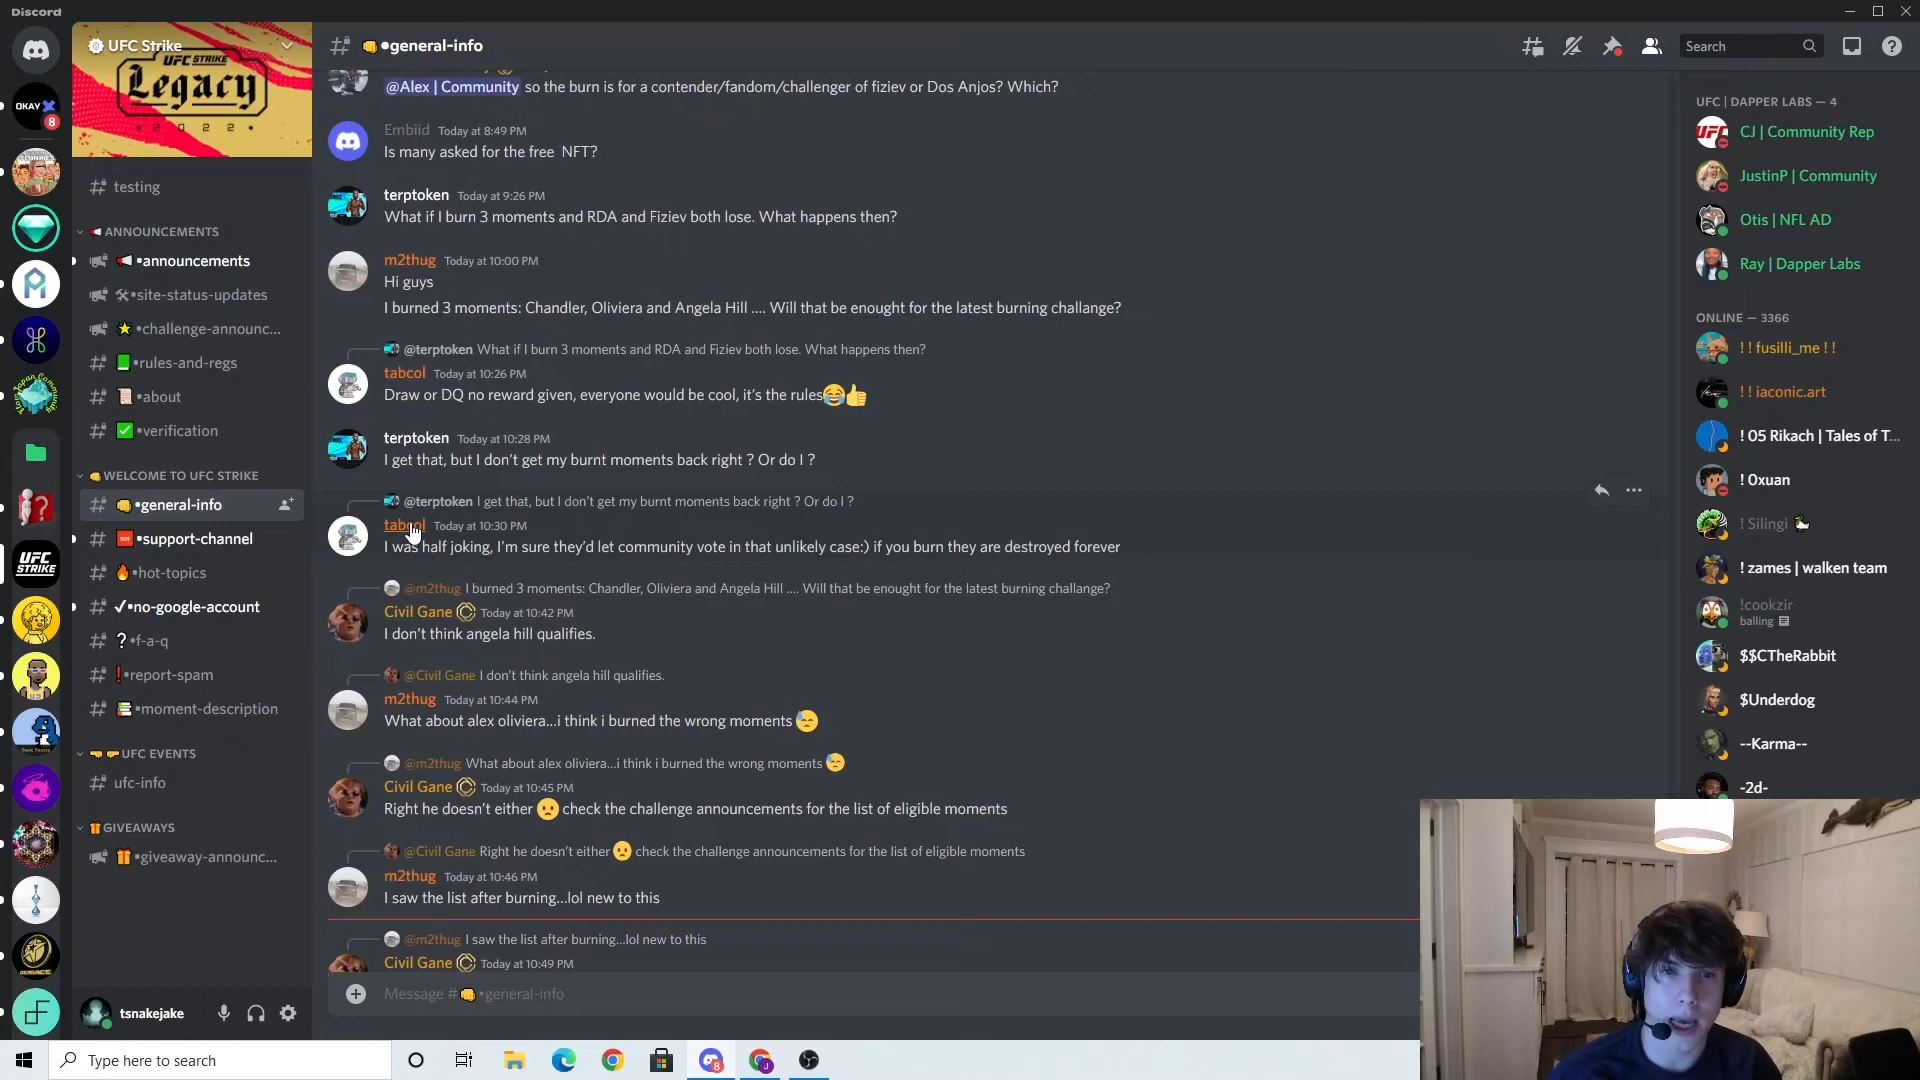 Discord
UFC Strike
UFC STRIKE
Legacy
2 0 2 2
testing
ANNOUNCEMENTS
•announcements
•site-status-updates
•challenge-announc...
•rules-and-regs
•about
•verification
WELCOME TO UFC STRIKE
•general-info
•support-channel
•hot-topics
•no-google-account
•f-a-q
•report-spam
•moment-description
UFC EVENTS
ufc-info
GIVEAWAYS
•giveaway-announc...
tsnakejake
OKAY
8
UFC
STRIKE
•general-info
Search
@Alex | Community so the burn is for a contender/fandom/challenger of fiziev or Dos Anjos? Which?
Embiid Today at 8:49 PM
Is many asked for the free NFT?
terptoken Today at 9:26 PM
What if I burn 3 moments and RDA and Fiziev both lose. What happens then?
m2thug Today at 10:00 PM
Hi guys
I burned 3 moments: Chandler, Oliviera and Angela Hill .... Will that be enought for the latest burning challange?
@terptoken What if I burn 3 moments and RDA and Fiziev both lose. What happens then?
tabcol Today at 10:26 PM
Draw or DQ no reward given, everyone would be cool, it's the rules😂👍
terptoken Today at 10:28 PM
I get that, but I don't get my burnt moments back right ? Or do I ?
@terptoken I get that, but I don't get my burnt moments back right ? Or do I ?
tabcol Today at 10:30 PM
I was half joking, I'm sure they'd let community vote in that unlikely case:) if you burn they are destroyed forever
@m2thug I burned 3 moments: Chandler, Oliviera and Angela Hill .... Will that be enought for the latest burning challange?
Civil Gane Today at 10:42 PM
I don't think angela hill qualifies.
@Civil Gane I don't think angela hill qualifies.
m2thug Today at 10:44 PM
What about alex oliviera...i think i burned the wrong moments 😓
@m2thug What about alex oliviera...i think i burned the wrong moments 😓
Civil Gane Today at 10:45 PM
Right he doesn't either 🙁 check the challenge announcements for the list of eligible moments
@Civil Gane Right he doesn't either 🙁 check the challenge announcements for the list of eligible moments
m2thug Today at 10:46 PM
I saw the list after burning...lol new to this
@m2thug I saw the list after burning...lol new to this
Civil Gane Today at 10:49 PM
Message #👊•general-info
UFC | DAPPER LABS — 4
CJ | Community Rep
JustinP | Community
Otis | NFL AD
Ray | Dapper Labs
ONLINE — 3366
! ! fusilli_me ! !
! ! iaconic.art
! 05 Rikach | Tales of T...
! 0xuan
! Silingi
! zames | walken team
!cookzir
balling
$$CTheRabbit
$Underdog
--Karma--
-2d-
Type here to search